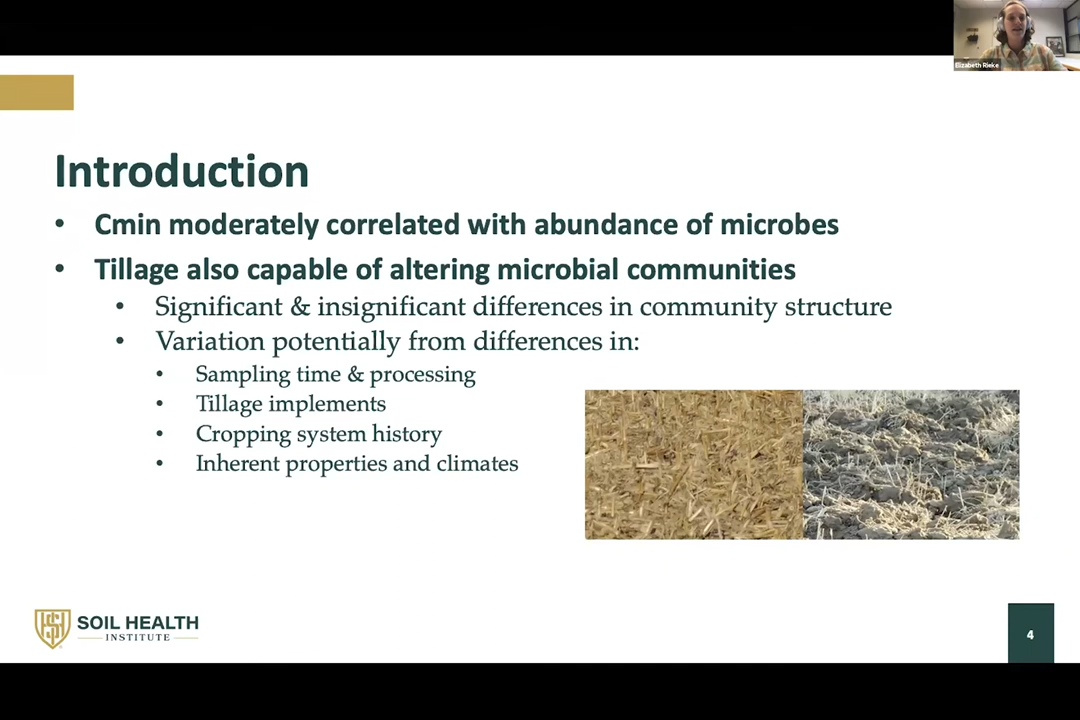 Elizabeth Rieke
Introduction
• Cmin moderately correlated with abundance of microbes
• Tillage also capable of altering microbial communities
• Significant & insignificant differences in community structure
• Variation potentially from differences in:
• Sampling time & processing
• Tillage implements
• Cropping system history
• Inherent properties and climates
SOIL HEALTH
INSTITUTE
4